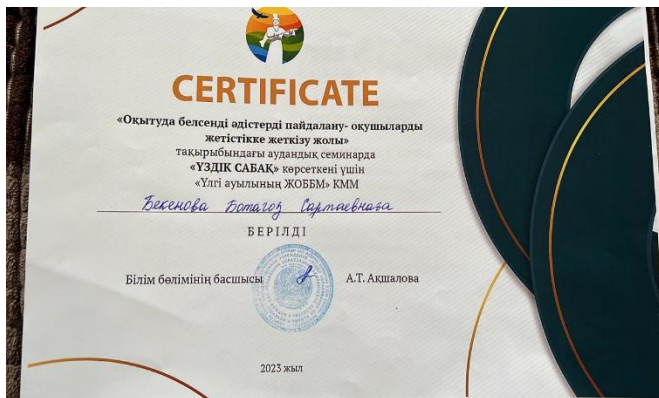 CERTIFICATE
«Оқытуда белсенді әдістерді пайдалану- оқушыларды
жетістікке жеткізу жолы»
тақырыбындағы аудандық семинарда
«ҮЗДІК САБАҚ» көрсеткені үшін
«Үлгі ауылының ЖОББМ» КММ
Бекенова Ботагоз Сартаевнаға
БЕРІЛДІ
Білім бөлімінің басшысы А.Т. Ақшалова
2023 жыл